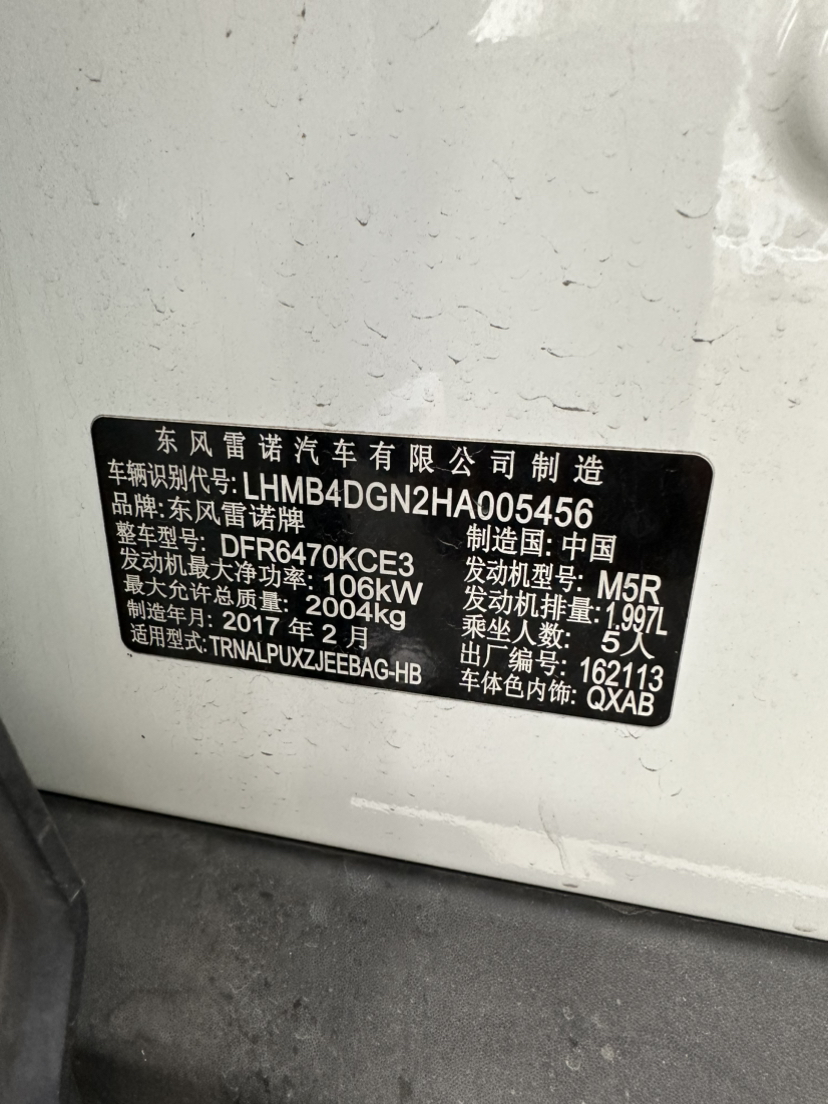 东风雷诺汽车有限公司制造
车辆识别代号: LHMB4DGN2HA005456
品牌: 东风雷诺牌 制造国: 中国
整车型号: DFR6470KCE3 发动机型号: M5R
发动机最大净功率: 106kW 发动机排量: 1.997L
最大允许总质量: 2004kg 乘坐人数: 5人
制造年月: 2017年2月 出厂编号: 162113
适用型式: TRNALPUXZJEEBAG-HB 车体色内饰: QXAB